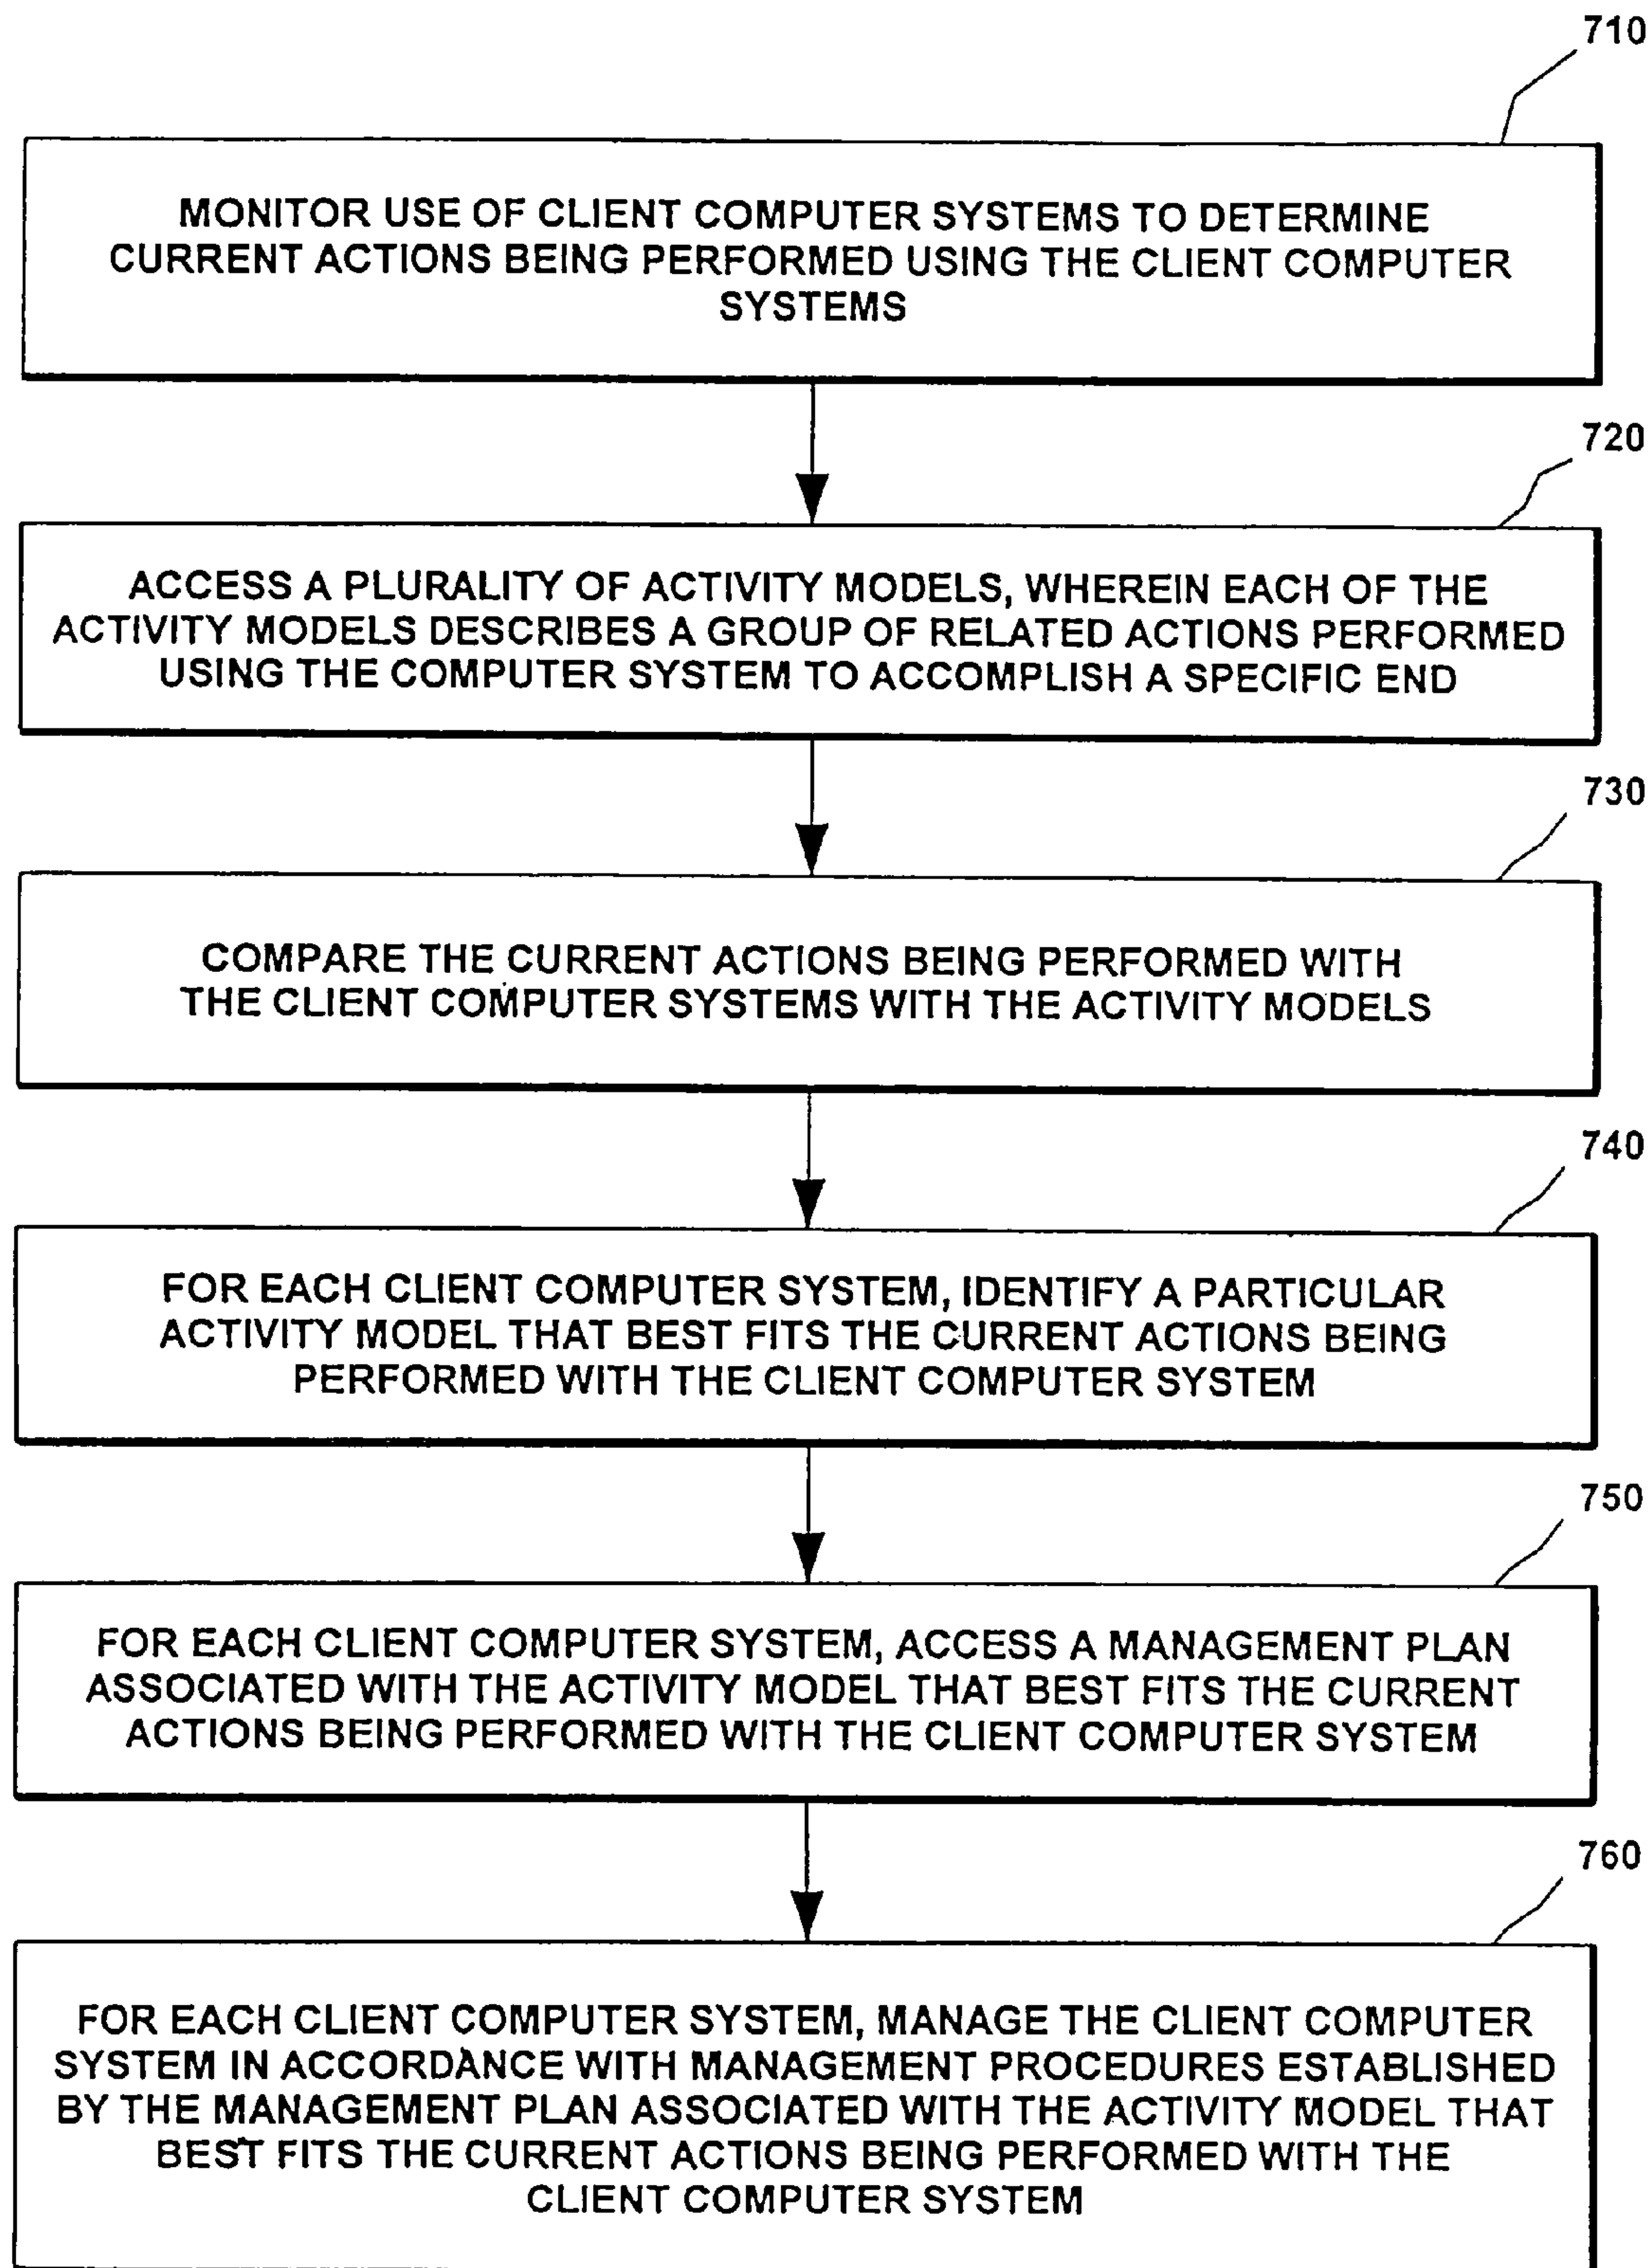 710
MONITOR USE OF CLIENT COMPUTER SYSTEMS TO DETERMINE
CURRENT ACTIONS BEING PERFORMED USING THE CLIENT COMPUTER
SYSTEMS
720
ACCESS A PLURALITY OF ACTIVITY MODELS, WHEREIN EACH OF THE
ACTIVITY MODELS DESCRIBES A GROUP OF RELATED ACTIONS PERFORMED
USING THE COMPUTER SYSTEM TO ACCOMPLISH A SPECIFIC END
730
COMPARE THE CURRENT ACTIONS BEING PERFORMED WITH
THE CLIENT COMPUTER SYSTEMS WITH THE ACTIVITY MODELS
740
FOR EACH CLIENT COMPUTER SYSTEM, IDENTIFY A PARTICULAR
ACTIVITY MODEL THAT BEST FITS THE CURRENT ACTIONS BEING
PERFORMED WITH THE CLIENT COMPUTER SYSTEM
750
FOR EACH CLIENT COMPUTER SYSTEM, ACCESS A MANAGEMENT PLAN
ASSOCIATED WITH THE ACTIVITY MODEL THAT BEST FITS THE CURRENT
ACTIONS BEING PERFORMED WITH THE CLIENT COMPUTER SYSTEM
760
FOR EACH CLIENT COMPUTER SYSTEM, MANAGE THE CLIENT COMPUTER
SYSTEM IN ACCORDANCE WITH MANAGEMENT PROCEDURES ESTABLISHED
BY THE MANAGEMENT PLAN ASSOCIATED WITH THE ACTIVITY MODEL THAT
BEST FITS THE CURRENT ACTIONS BEING PERFORMED WITH THE
CLIENT COMPUTER SYSTEM